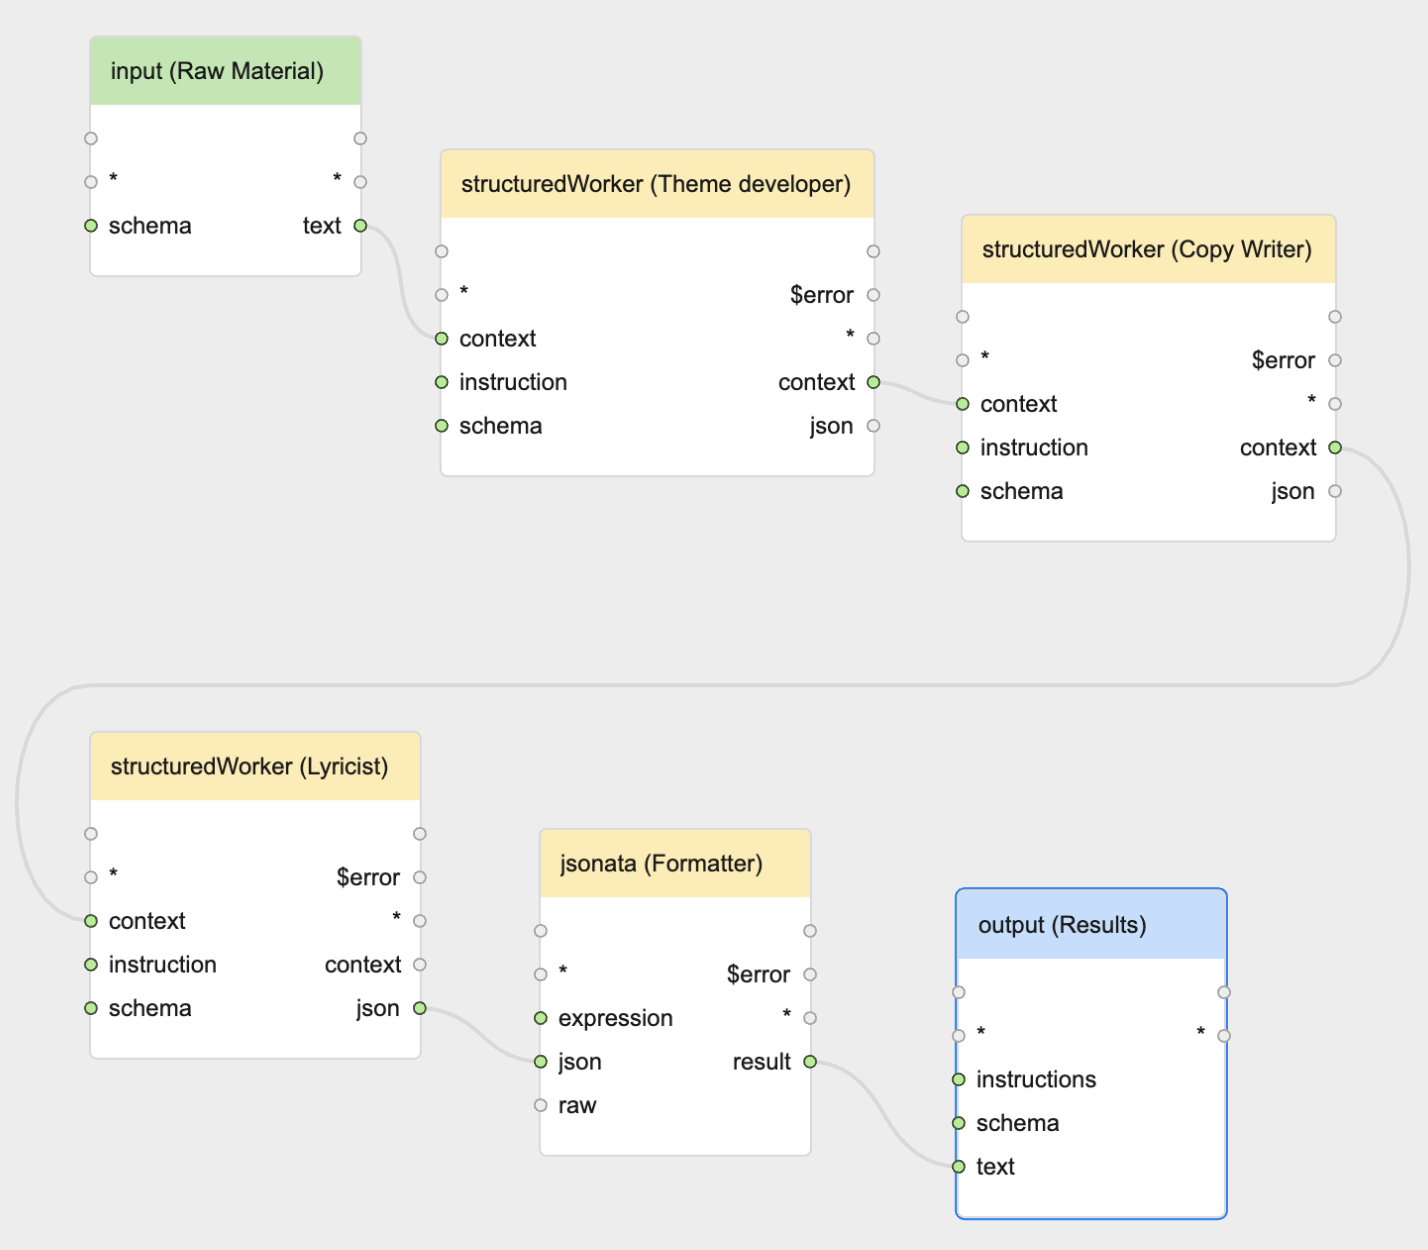 input (Raw Material)
*
*
schema
text
structuredWorker (Theme developer)
*
$error
context
*
instruction
context
schema
json
structuredWorker (Copy Writer)
*
$error
context
*
instruction
context
schema
json
structuredWorker (Lyricist)
*
$error
context
*
instruction
context
schema
json
jsonata (Formatter)
*
$error
expression
*
json
result
raw
output (Results)
*
*
instructions
schema
text